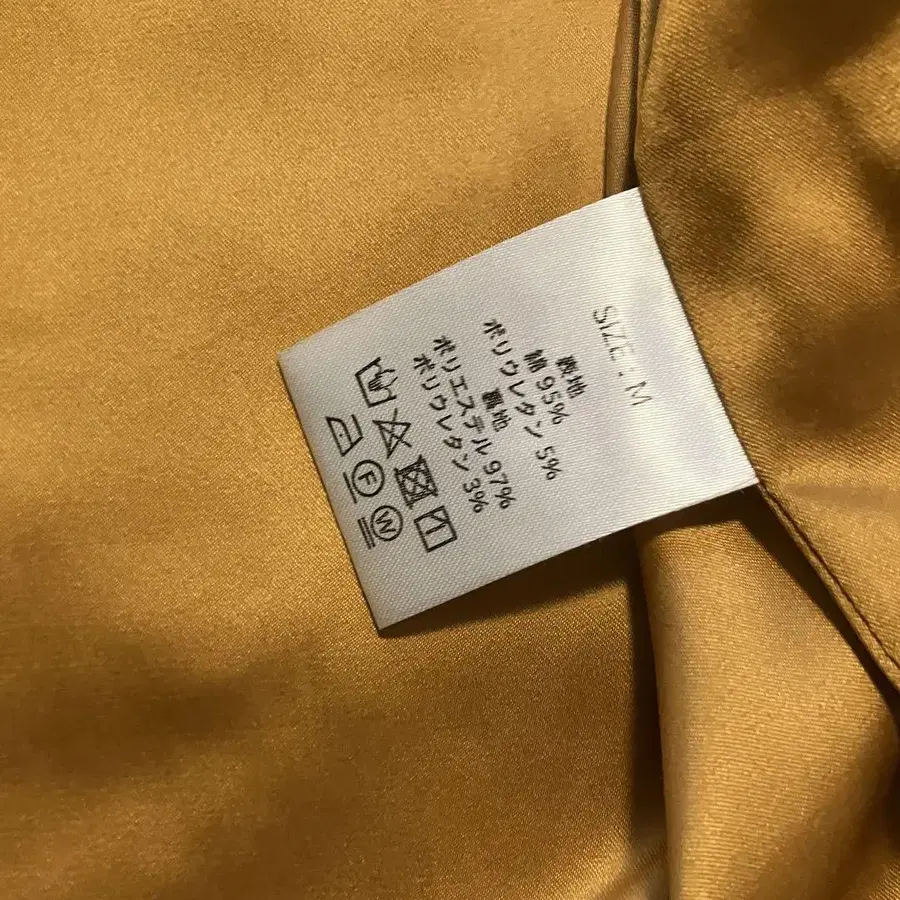 SIZE : M
表地
綿 95%
ポリウレタン 5%
裏地
ポリエステル 97%
ポリウレタン 3%
F
W